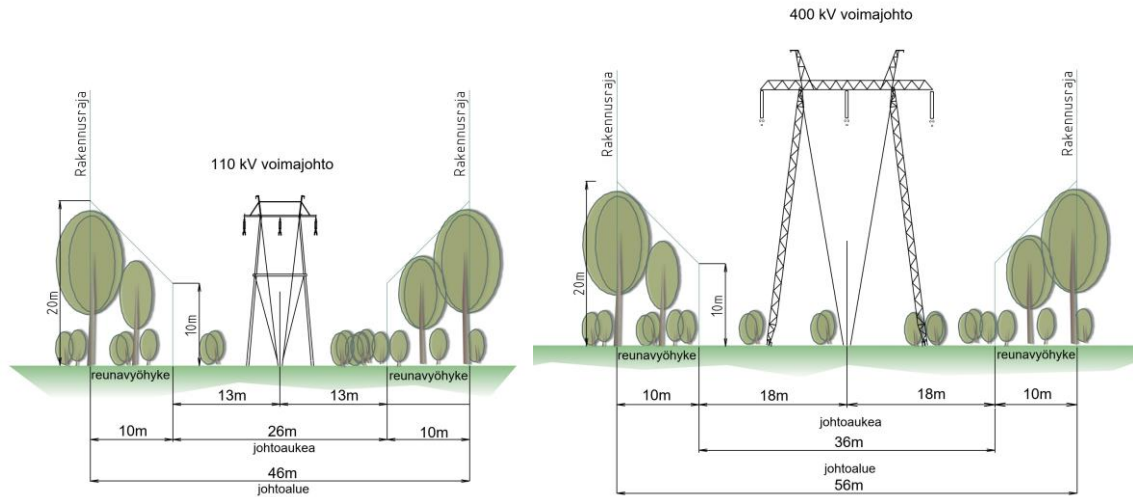 110 kV voimajohto
Rakennusraja
Rakennusraja
20m
10m
reunavyöhyke
reunavyöhyke
13m
13m
10m
26m
10m
johtoaukea
46m
johtoalue
400 kV voimajohto
Rakennusraja
Rakennusraja
20m
10m
reunavyöhyke
reunavyöhyke
10m
18m
18m
10m
johtoaukea
36m
johtoalue
56m